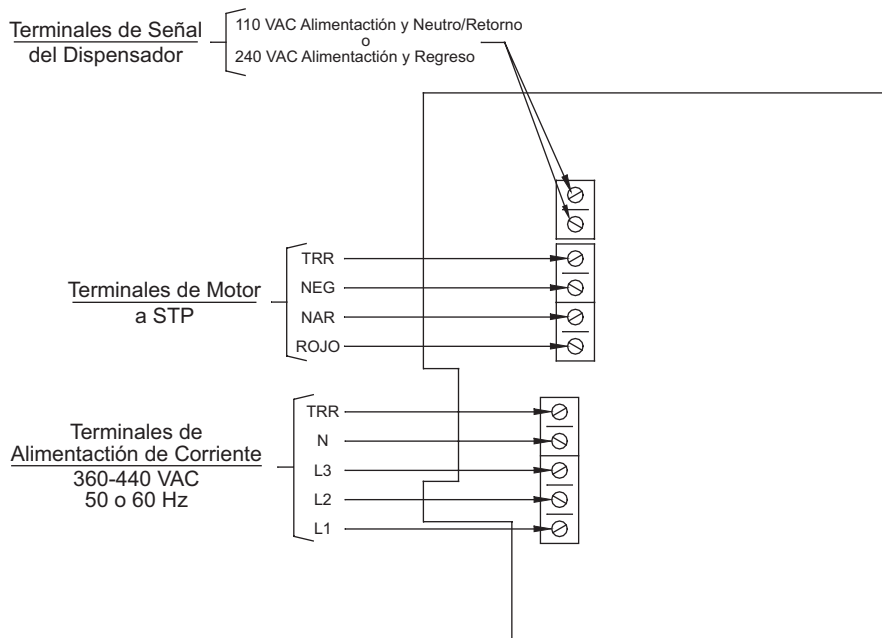 Terminales de Señal
del Dispensador
110 VAC Alimentactión y Neutro/Retorno
o
240 VAC Alimentactión y Regreso
Terminales de Motor
a STP
TRR
NEG
NAR
ROJO
Terminales de
Alimentactión de Corriente
360-440 VAC
50 o 60 Hz
TRR
N
L3
L2
L1